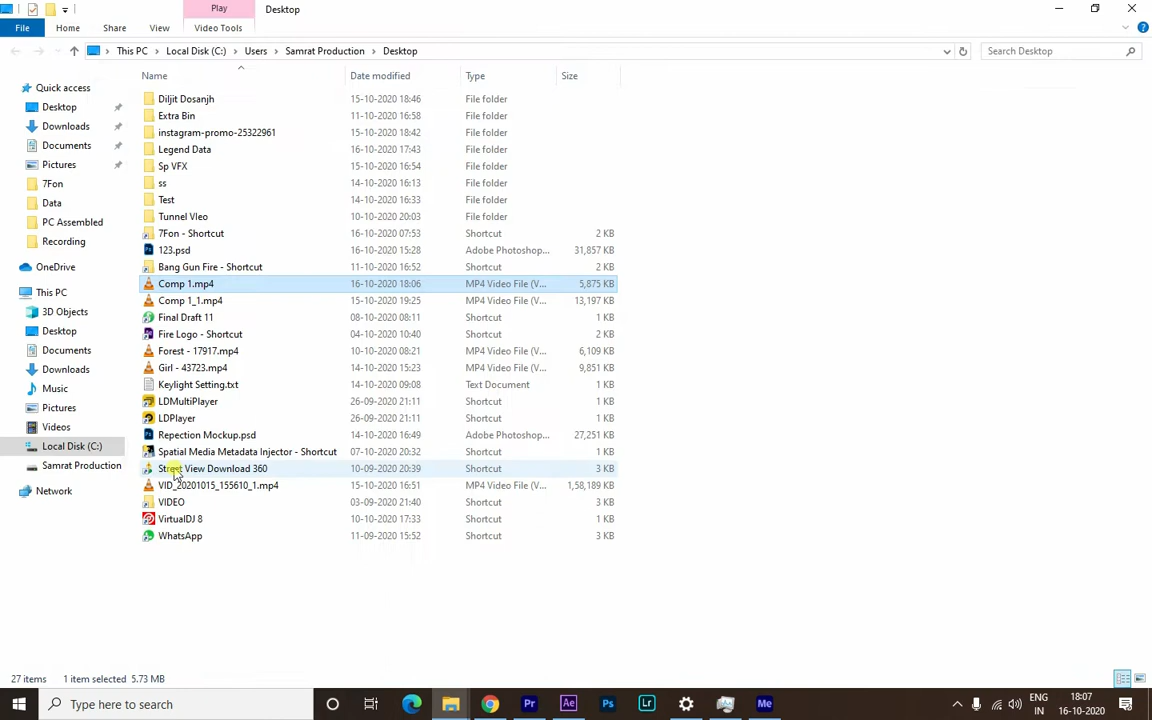 Play
Desktop
File
Home
Share
View
Video Tools
This PC
Local Disk (C:)
Users
Samrat Production
Desktop
Search Desktop
Name
Date modified
Type
Size
Quick access
Desktop
Downloads
Documents
Pictures
7Fon
Data
PC Assembled
Recording
OneDrive
This PC
3D Objects
Desktop
Documents
Downloads
Music
Pictures
Videos
Local Disk (C:)
Samrat Production
Network
Diljit Dosanjh 15-10-2020 18:46 File folder
Extra Bin 11-10-2020 16:58 File folder
instagram-promo-25322961 15-10-2020 18:42 File folder
Legend Data 16-10-2020 17:43 File folder
Sp VFX 15-10-2020 16:54 File folder
ss 14-10-2020 16:13 File folder
Test 14-10-2020 16:33 File folder
Tunnel Vleo 10-10-2020 20:03 File folder
7Fon - Shortcut 16-10-2020 07:53 Shortcut 2 KB
123.psd 16-10-2020 15:28 Adobe Photoshop... 31,857 KB
Bang Gun Fire - Shortcut 11-10-2020 16:52 Shortcut 2 KB
Comp 1.mp4 16-10-2020 18:06 MP4 Video File (V... 5,875 KB
Comp 1_1.mp4 15-10-2020 19:25 MP4 Video File (V... 13,197 KB
Final Draft 11 08-10-2020 08:11 Shortcut 1 KB
Fire Logo - Shortcut 04-10-2020 10:40 Shortcut 2 KB
Forest - 17917.mp4 10-10-2020 08:21 MP4 Video File (V... 6,109 KB
Girl - 43723.mp4 14-10-2020 15:23 MP4 Video File (V... 9,851 KB
Keylight Setting.txt 14-10-2020 09:08 Text Document 1 KB
LDMultiPlayer 26-09-2020 21:11 Shortcut 1 KB
LDPlayer 26-09-2020 21:11 Shortcut 1 KB
Repection Mockup.psd 14-10-2020 16:49 Adobe Photoshop... 27,251 KB
Spatial Media Metadata Injector - Shortcut 07-10-2020 20:32 Shortcut 2 KB
Street View Download 360 10-09-2020 20:39 Shortcut 3 KB
VID_20201015_155610_1.mp4 15-10-2020 16:51 MP4 Video File (V... 1,58,189 KB
VIDEO 03-09-2020 21:40 Shortcut 3 KB
VirtualDJ 8 10-10-2020 17:33 Shortcut 1 KB
WhatsApp 11-09-2020 15:52 Shortcut 3 KB
27 items 1 item selected 5.73 MB
Type here to search
Pr
Ae
Ps
Lr
Me
ENG
IN
18:07
16-10-2020